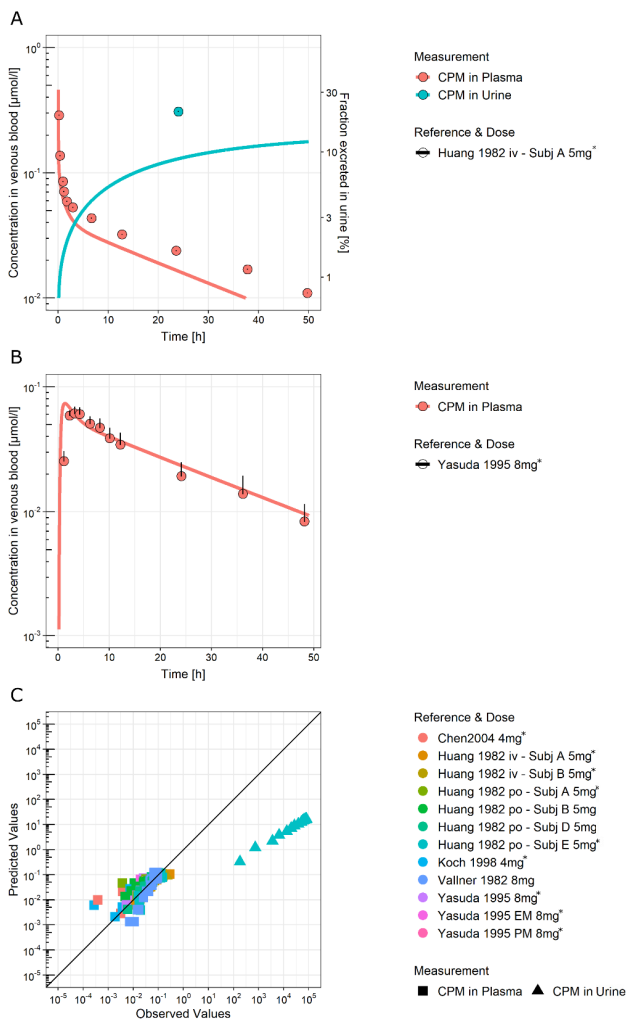 A
Concentration in venous blood [µmol/l]
10⁰
10⁻¹
10⁻²
0
10
20
30
40
50
Time [h]
30
10
3
1
Fraction excreted in urine [%]
Measurement
CPM in Plasma
CPM in Urine
Reference & Dose
Huang 1982 iv - Subj A 5mg*
B
Concentration in venous blood [µmol/l]
10⁻¹
10⁻²
10⁻³
0
10
20
30
40
50
Time [h]
Measurement
CPM in Plasma
Reference & Dose
Yasuda 1995 8mg*
C
Predicted Values
10⁵
10⁴
10³
10²
10¹
10⁰
10⁻¹
10⁻²
10⁻³
10⁻⁴
10⁻⁵
10⁻⁵
10⁻⁴
10⁻³
10⁻²
10⁻¹
10⁰
10¹
10²
10³
10⁴
10⁵
Observed Values
Reference & Dose
Chen2004 4mg*
Huang 1982 iv - Subj A 5mg*
Huang 1982 iv - Subj B 5mg*
Huang 1982 po - Subj A 5mg*
Huang 1982 po - Subj B 5mg
Huang 1982 po - Subj D 5mg
Huang 1982 po - Subj E 5mg*
Koch 1998 4mg*
Vallner 1982 8mg
Yasuda 1995 8mg*
Yasuda 1995 EM 8mg*
Yasuda 1995 PM 8mg*
Measurement
CPM in Plasma
CPM in Urine